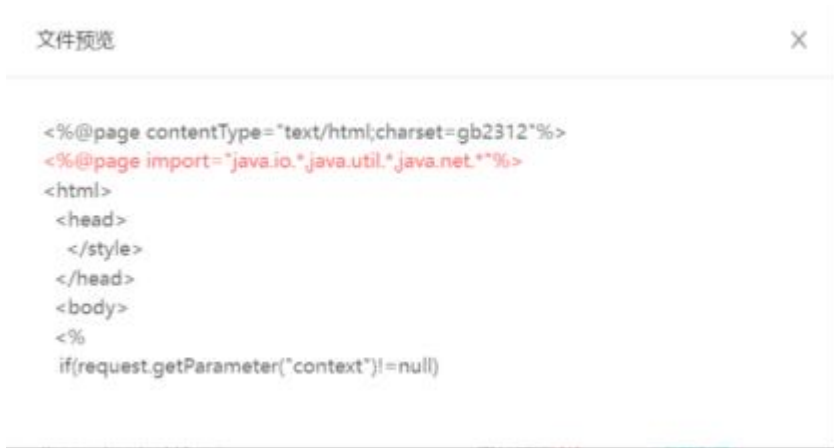 文件预览
<%@page contentType="text/html;charset=gb2312"%>
<%@page import="java.io.*,java.util.*,java.net.*"%>
<html>
<head>
</style>
</head>
<body>
<%
if(request.getParameter("context")!=null)